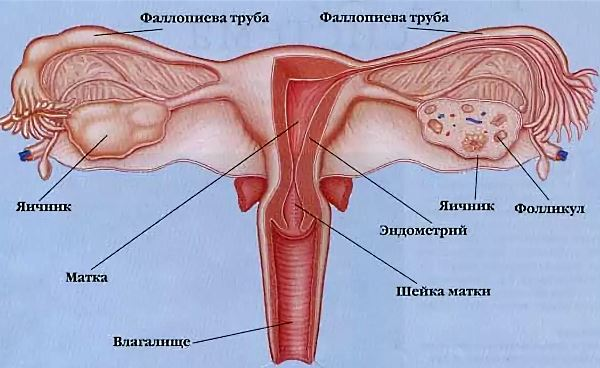 Фаллопиева труба
Фаллопиева труба
Яичник
Яичник
Фолликул
Эндометрий
Матка
Шейка матки
Влагалище